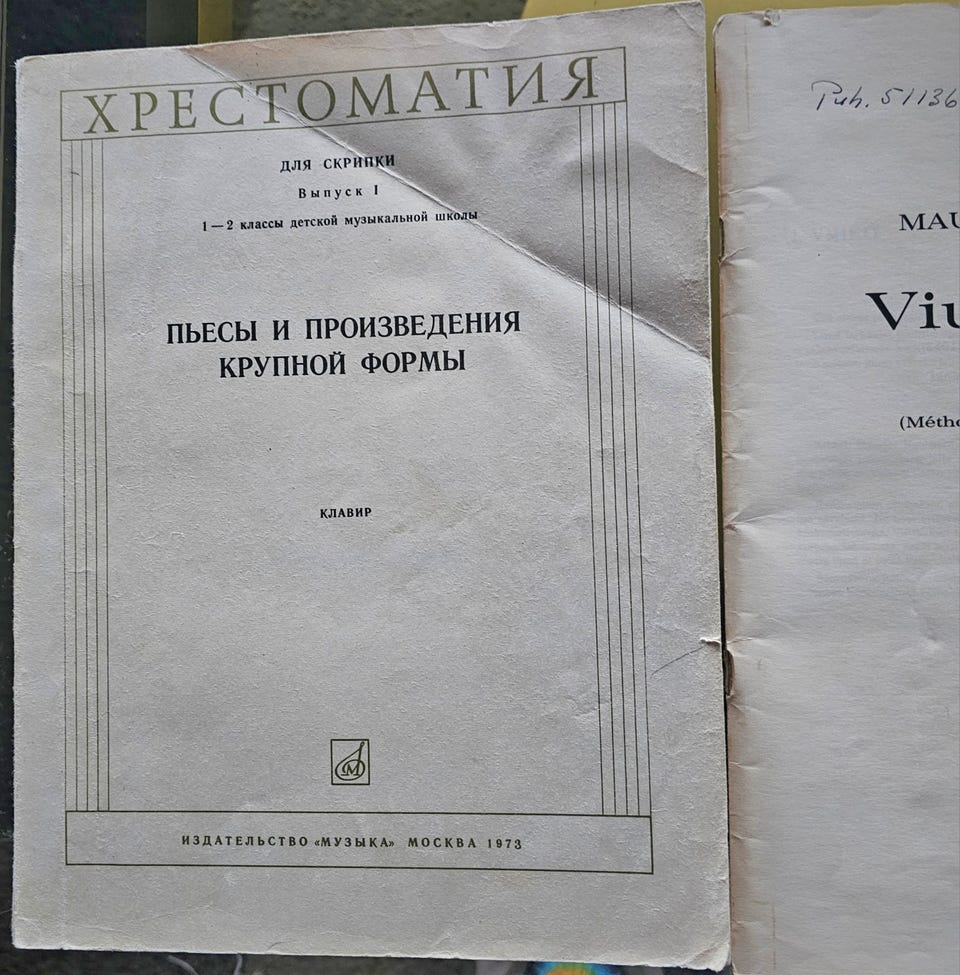 ХРЕСТОМАТИЯ
ДЛЯ СКРИПКИ
Выпуск I
1—2 классы детской музыкальной школы
ПЬЕСЫ И ПРОИЗВЕДЕНИЯ
КРУПНОЙ ФОРМЫ
КЛАВИР
М
ИЗДАТЕЛЬСТВО «МУЗЫКА» МОСКВА 1973
Puh. 51136
MAU
Viu
(Métho